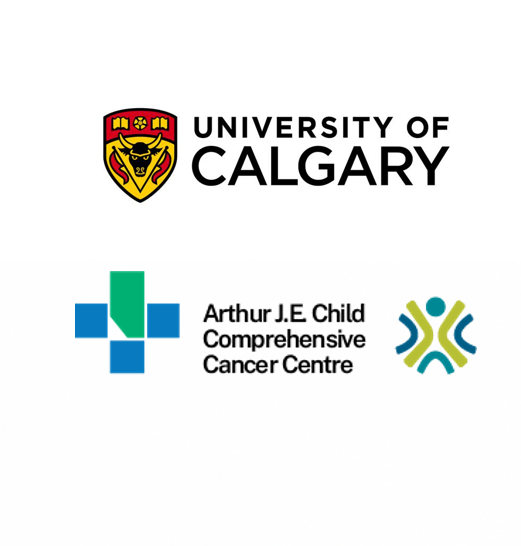 UNIVERSITY OF
CALGARY
Arthur J.E. Child
Comprehensive
Cancer Centre